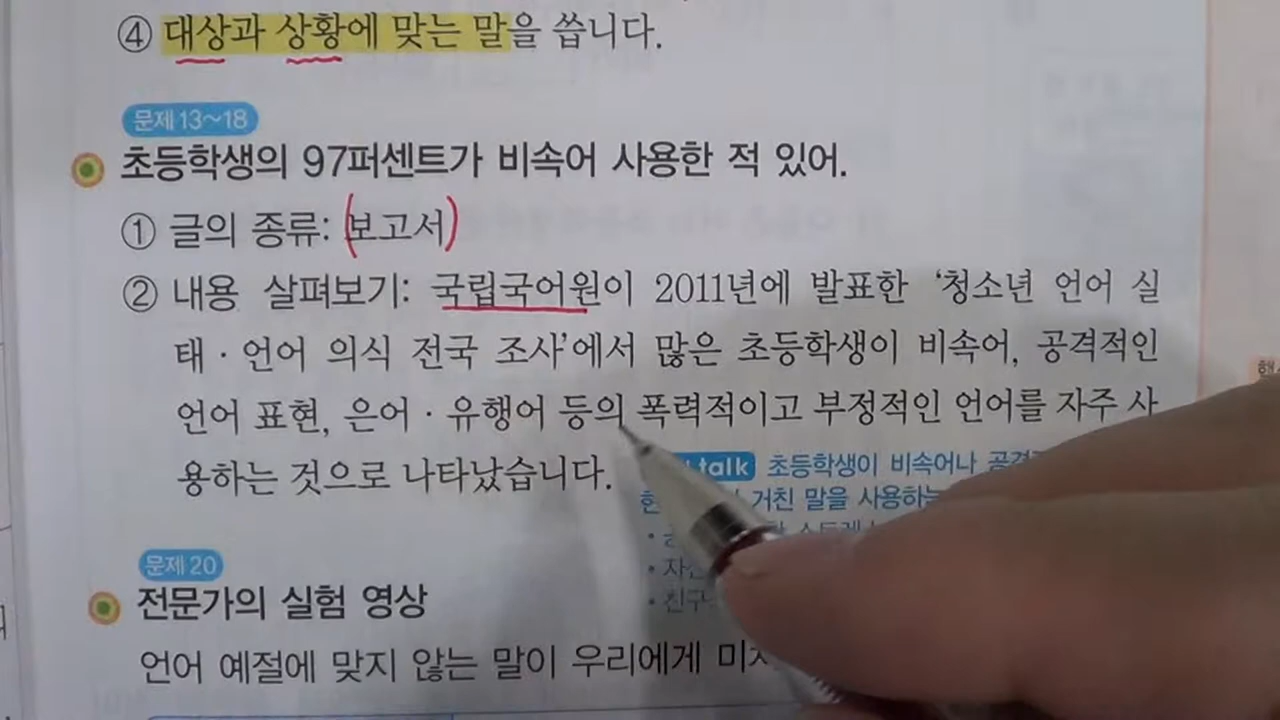 ④ 대상과 상황에 맞는 말을 씁니다.
문제 13~18
초등학생의 97퍼센트가 비속어 사용한 적 있어.
① 글의 종류: (보고서)
② 내용 살펴보기: 국립국어원이 2011년에 발표한 ‘청소년 언어 실
태·언어 의식 전국 조사’에서 많은 초등학생이 비속어, 공격적인
언어 표현, 은어·유행어 등의 폭력적이고 부정적인 언어를 자주 사
용하는 것으로 나타났습니다.
talk 초등학생이 비속어나
거친 말을 사용하는
문제 20
전문가의 실험 영상
언어 예절에 맞지 않는 말이 우리에게